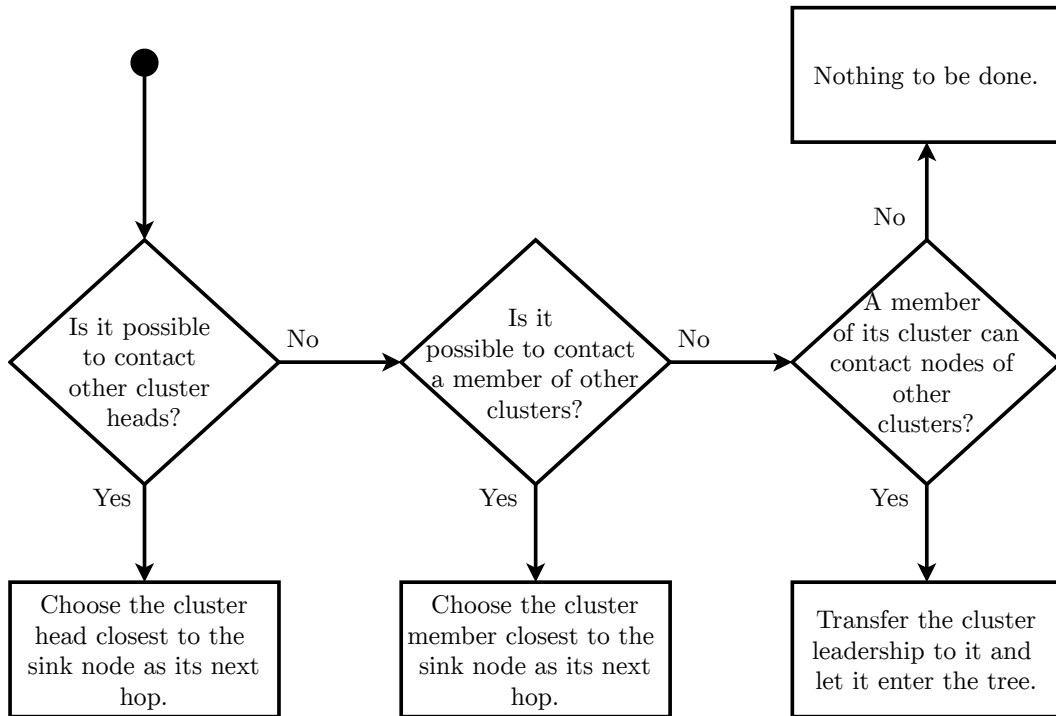 Nothing to be done.
No
Is it possible
to contact
other cluster
heads?
No
Is it
possible to contact
a member of other
clusters?
No
A member
of its cluster can
contact nodes of
other
clusters?
Yes
Yes
Yes
Choose the cluster
head closest to the
sink node as its next
hop.
Choose the cluster
member closest to the
sink node as its next
hop.
Transfer the cluster
leadership to it and
let it enter the tree.